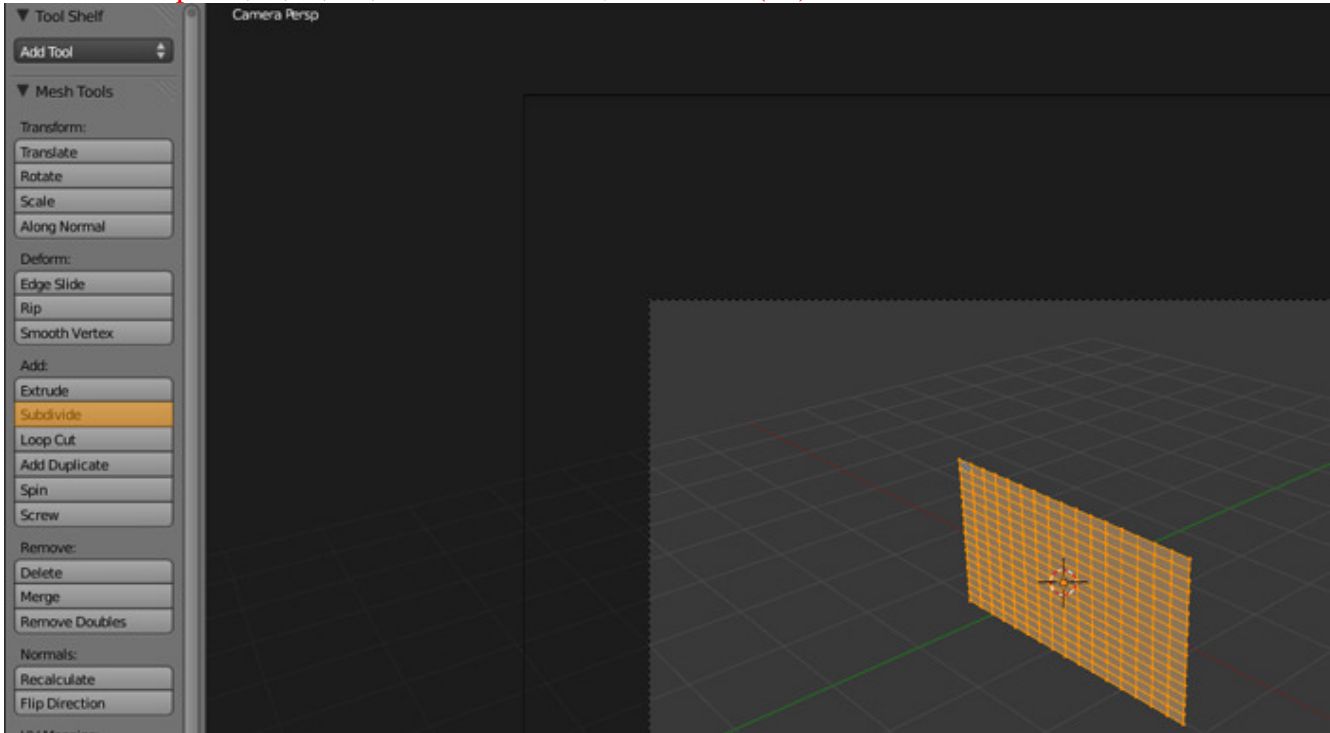 Tool Shelf
Camera Persp
Add Tool
Mesh Tools
Transform:
Translate
Rotate
Scale
Along Normal
Deform:
Edge Slide
Rip
Smooth Vertex
Add:
Extrude
Subdivide
Loop Cut
Add Duplicate
Spin
Screw
Remove:
Delete
Merge
Remove Doubles
Normals:
Recalculate
Flip Direction